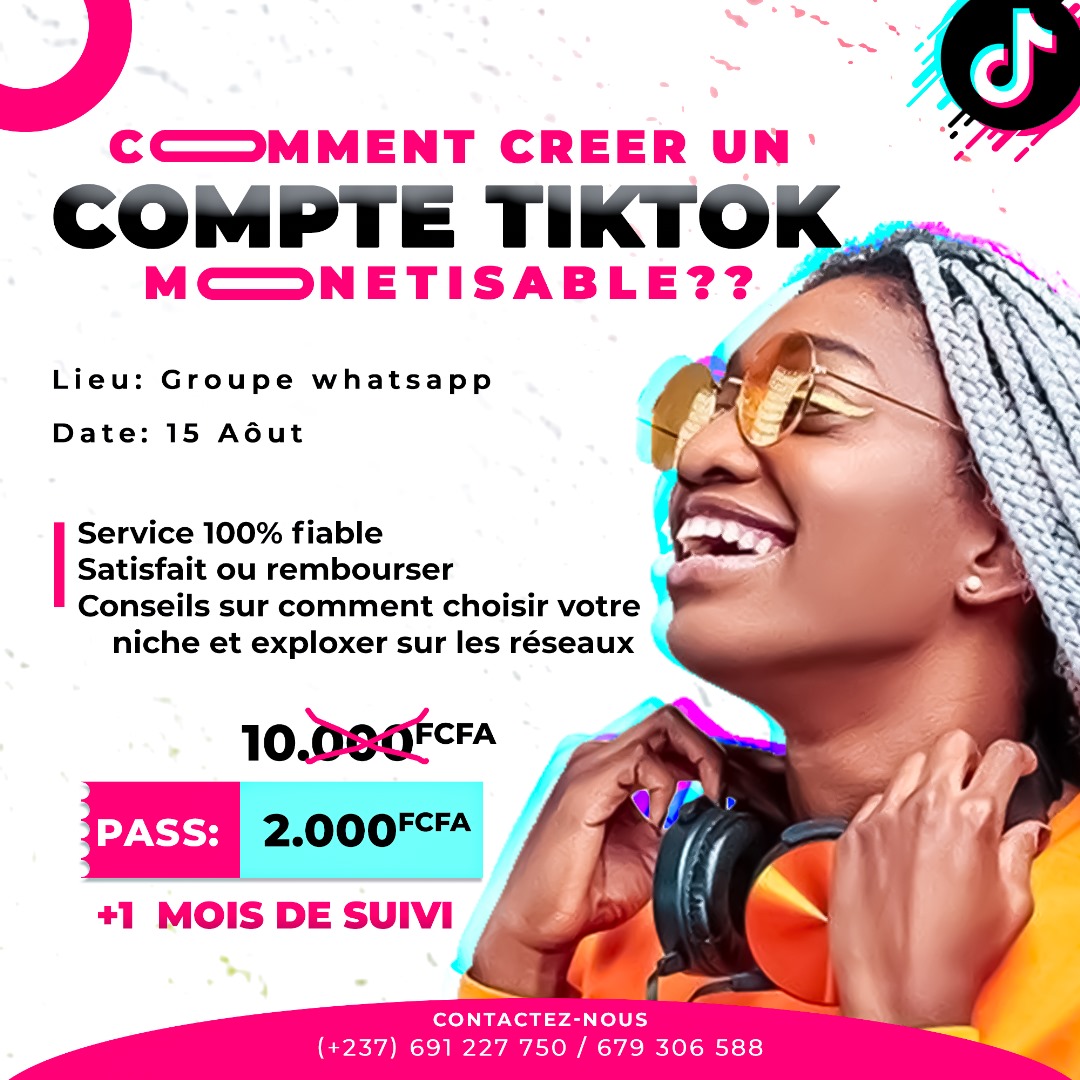 COMMENT CREER UN
COMPTE TIKTOK
MONETISABLE??
Lieu: Groupe whatsapp
Date: 15 Aôut
Service 100% fiable
Satisfait ou rembourser
Conseils sur comment choisir votre
niche et exploxer sur les réseaux
10.000FCFA
PASS: 2.000FCFA
+1 MOIS DE SUIVI
CONTACTEZ-NOUS
(+237) 691 227 750 / 679 306 588